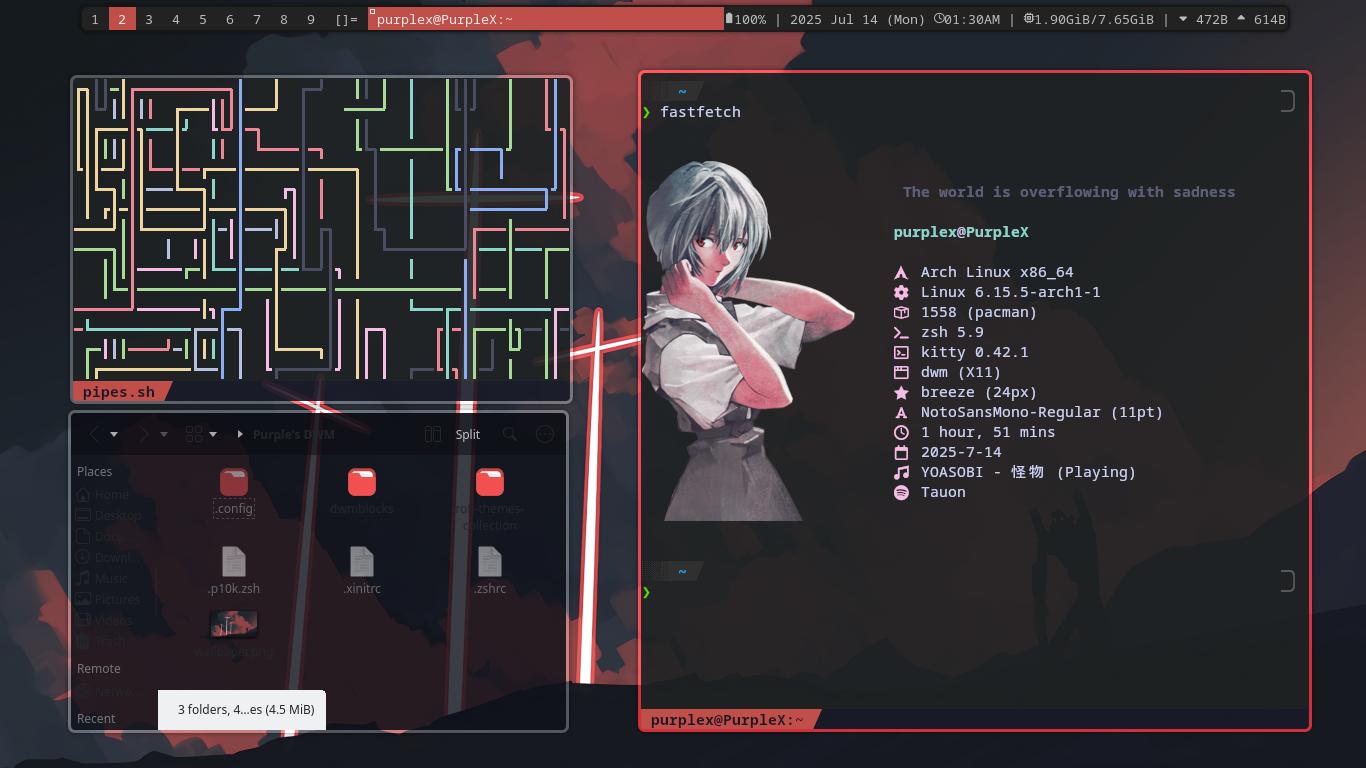 1 2 3 4 5 6 7 8 9 []= purplex@PurpleX:~ 100% | 2025 Jul 14 (Mon) 01:30AM | 1.90GiB/7.65GiB | 472B 614B
pipes.sh
Purple's DWM Split
Places
Home
Desktop
Downl...
Music
Pictures
Videos
Trash
Remote
Netwo...
Recent
.config dwmblocks
collection
.p10k.zsh .xinitrc .zshrc
wallpaper.png
3 folders, 4...es (4.5 MiB)
~
❯ fastfetch
The world is overflowing with sadness
purplex@PurpleX
Arch Linux x86_64
Linux 6.15.5-arch1-1
1558 (pacman)
zsh 5.9
kitty 0.42.1
dwm (X11)
breeze (24px)
NotoSansMono-Regular (11pt)
1 hour, 51 mins
2025-7-14
YOASOBI - 怪物 (Playing)
Tauon
~
❯
purplex@PurpleX:~